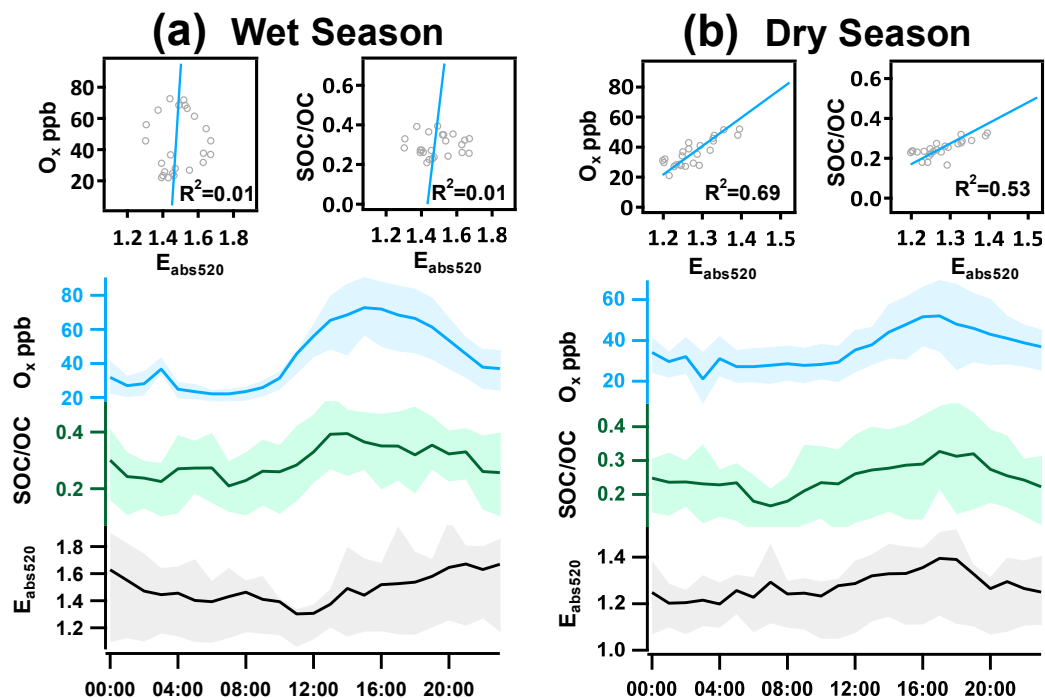 (a) Wet Season
80
60
40
20
Oₓ ppb
R²=0.01
1.2 1.4 1.6 1.8
E_abs520
0.6
0.4
0.2
0.0
SOC/OC
R²=0.01
1.2 1.4 1.6 1.8
E_abs520
80
60
40
20
Oₓ ppb
0.4
0.2
SOC/OC
1.8
1.6
1.4
1.2
E_abs520
00:00 04:00 08:00 12:00 16:00 20:00
(b) Dry Season
80
60
40
20
0
Oₓ ppb
R²=0.69
1.2 1.3 1.4 1.5
E_abs520
0.6
0.4
0.2
0.0
SOC/OC
R²=0.53
1.2 1.3 1.4 1.5
E_abs520
60
40
20
Oₓ ppb
0.4
0.3
0.2
SOC/OC
1.4
1.2
1.0
E_abs520
00:00 04:00 08:00 12:00 16:00 20:00